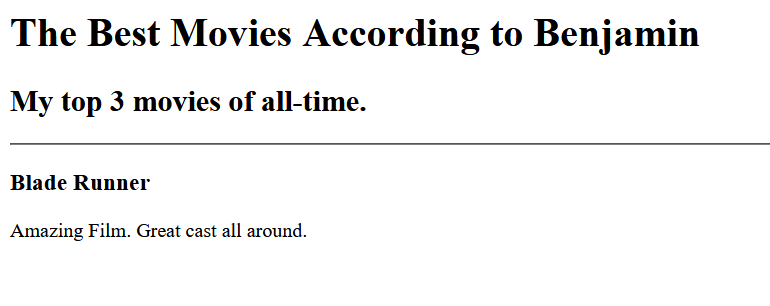 The Best Movies According to Benjamin
My top 3 movies of all-time.
Blade Runner
Amazing Film. Great cast all around.